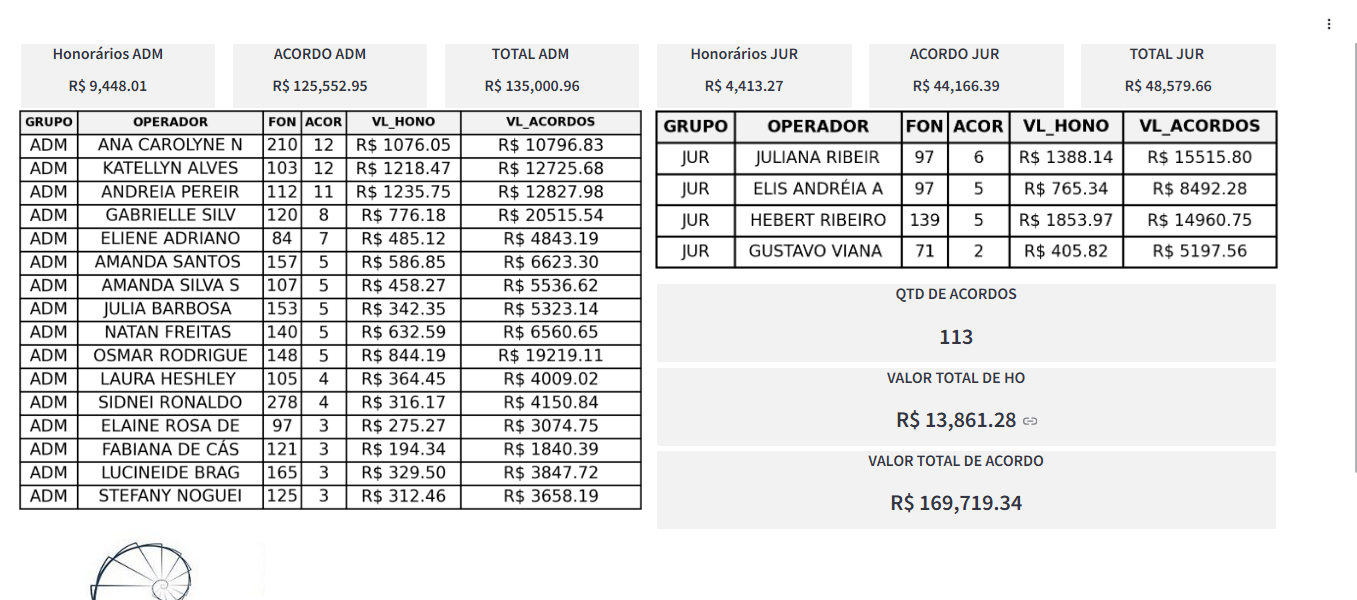 Honorários ADM
R$ 9,448.01
ACORDO ADM
R$ 125,552.95
TOTAL ADM
R$ 135,000.96
Honorários JUR
R$ 4,413.27
ACORDO JUR
R$ 44,166.39
TOTAL JUR
R$ 48,579.66
GRUPO OPERADOR FON ACOR VL_HONO VL_ACORDOS
ADM ANA CAROLYNE N 210 12 R$ 1076.05 R$ 10796.83
ADM KATELLYN ALVES 103 12 R$ 1218.47 R$ 12725.68
ADM ANDREIA PEREIR 112 11 R$ 1235.75 R$ 12827.98
ADM GABRIELLE SILV 120 8 R$ 776.18 R$ 20515.54
ADM ELIENE ADRIANO 84 7 R$ 485.12 R$ 4843.19
ADM AMANDA SANTOS 157 5 R$ 586.85 R$ 6623.30
ADM AMANDA SILVA S 107 5 R$ 458.27 R$ 5536.62
ADM JULIA BARBOSA 153 5 R$ 342.35 R$ 5323.14
ADM NATAN FREITAS 140 5 R$ 632.59 R$ 6560.65
ADM OSMAR RODRIGUE 148 5 R$ 844.19 R$ 19219.11
ADM LAURA HESHLEY 105 4 R$ 364.45 R$ 4009.02
ADM SIDNEI RONALDO 278 4 R$ 316.17 R$ 4150.84
ADM ELAINE ROSA DE 97 3 R$ 275.27 R$ 3074.75
ADM FABIANA DE CÁS 121 3 R$ 194.34 R$ 1840.39
ADM LUCINEIDE BRAG 165 3 R$ 329.50 R$ 3847.72
ADM STEFANY NOGUEI 125 3 R$ 312.46 R$ 3658.19
GRUPO OPERADOR FON ACOR VL_HONO VL_ACORDOS
JUR JULIANA RIBEIR 97 6 R$ 1388.14 R$ 15515.80
JUR ELIS ANDRÉIA A 97 5 R$ 765.34 R$ 8492.28
JUR HEBERT RIBEIRO 139 5 R$ 1853.97 R$ 14960.75
JUR GUSTAVO VIANA 71 2 R$ 405.82 R$ 5197.56
QTD DE ACORDOS
113
VALOR TOTAL DE HO
R$ 13,861.28
VALOR TOTAL DE ACORDO
R$ 169,719.34